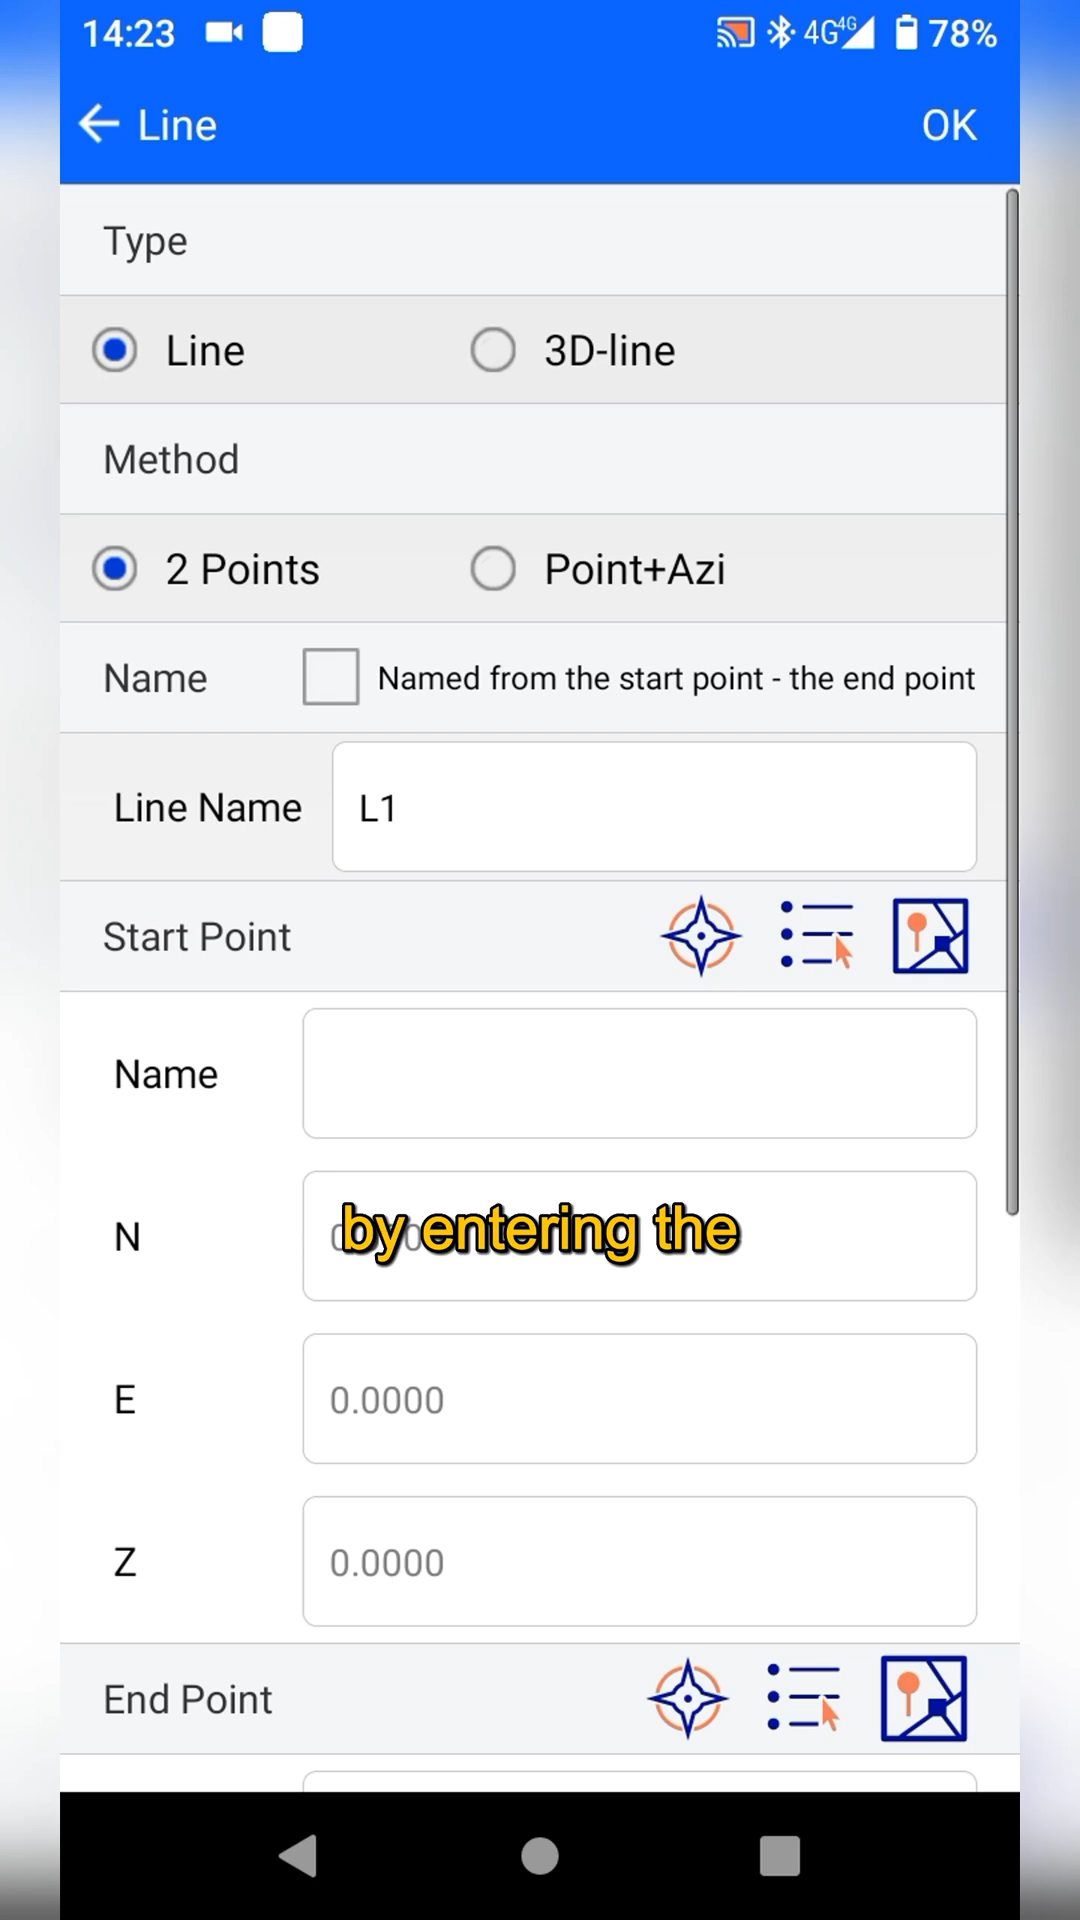 14:23
4G 4G 78%
Line OK
Type
Line 3D-line
Method
2 Points Point+Azi
Name Named from the start point - the end point
Line Name L1
Start Point
Name
N
by entering the
E 0.0000
Z 0.0000
End Point